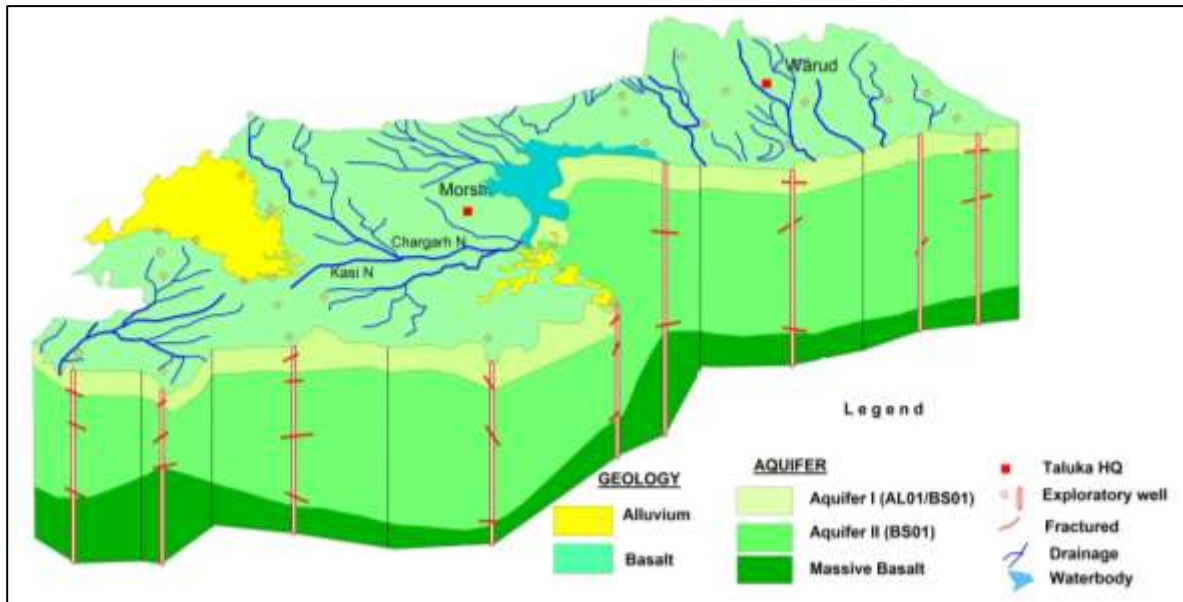 Warud
Chargarh N
Kasi N
Legend
GEOLOGY
Alluvium
Basalt
AQUIFER
Aquifer I (AL01/BS01)
Aquifer II (BS01)
Massive Basalt
Taluka HQ
Exploratory well
Fractured
Drainage
Waterbody